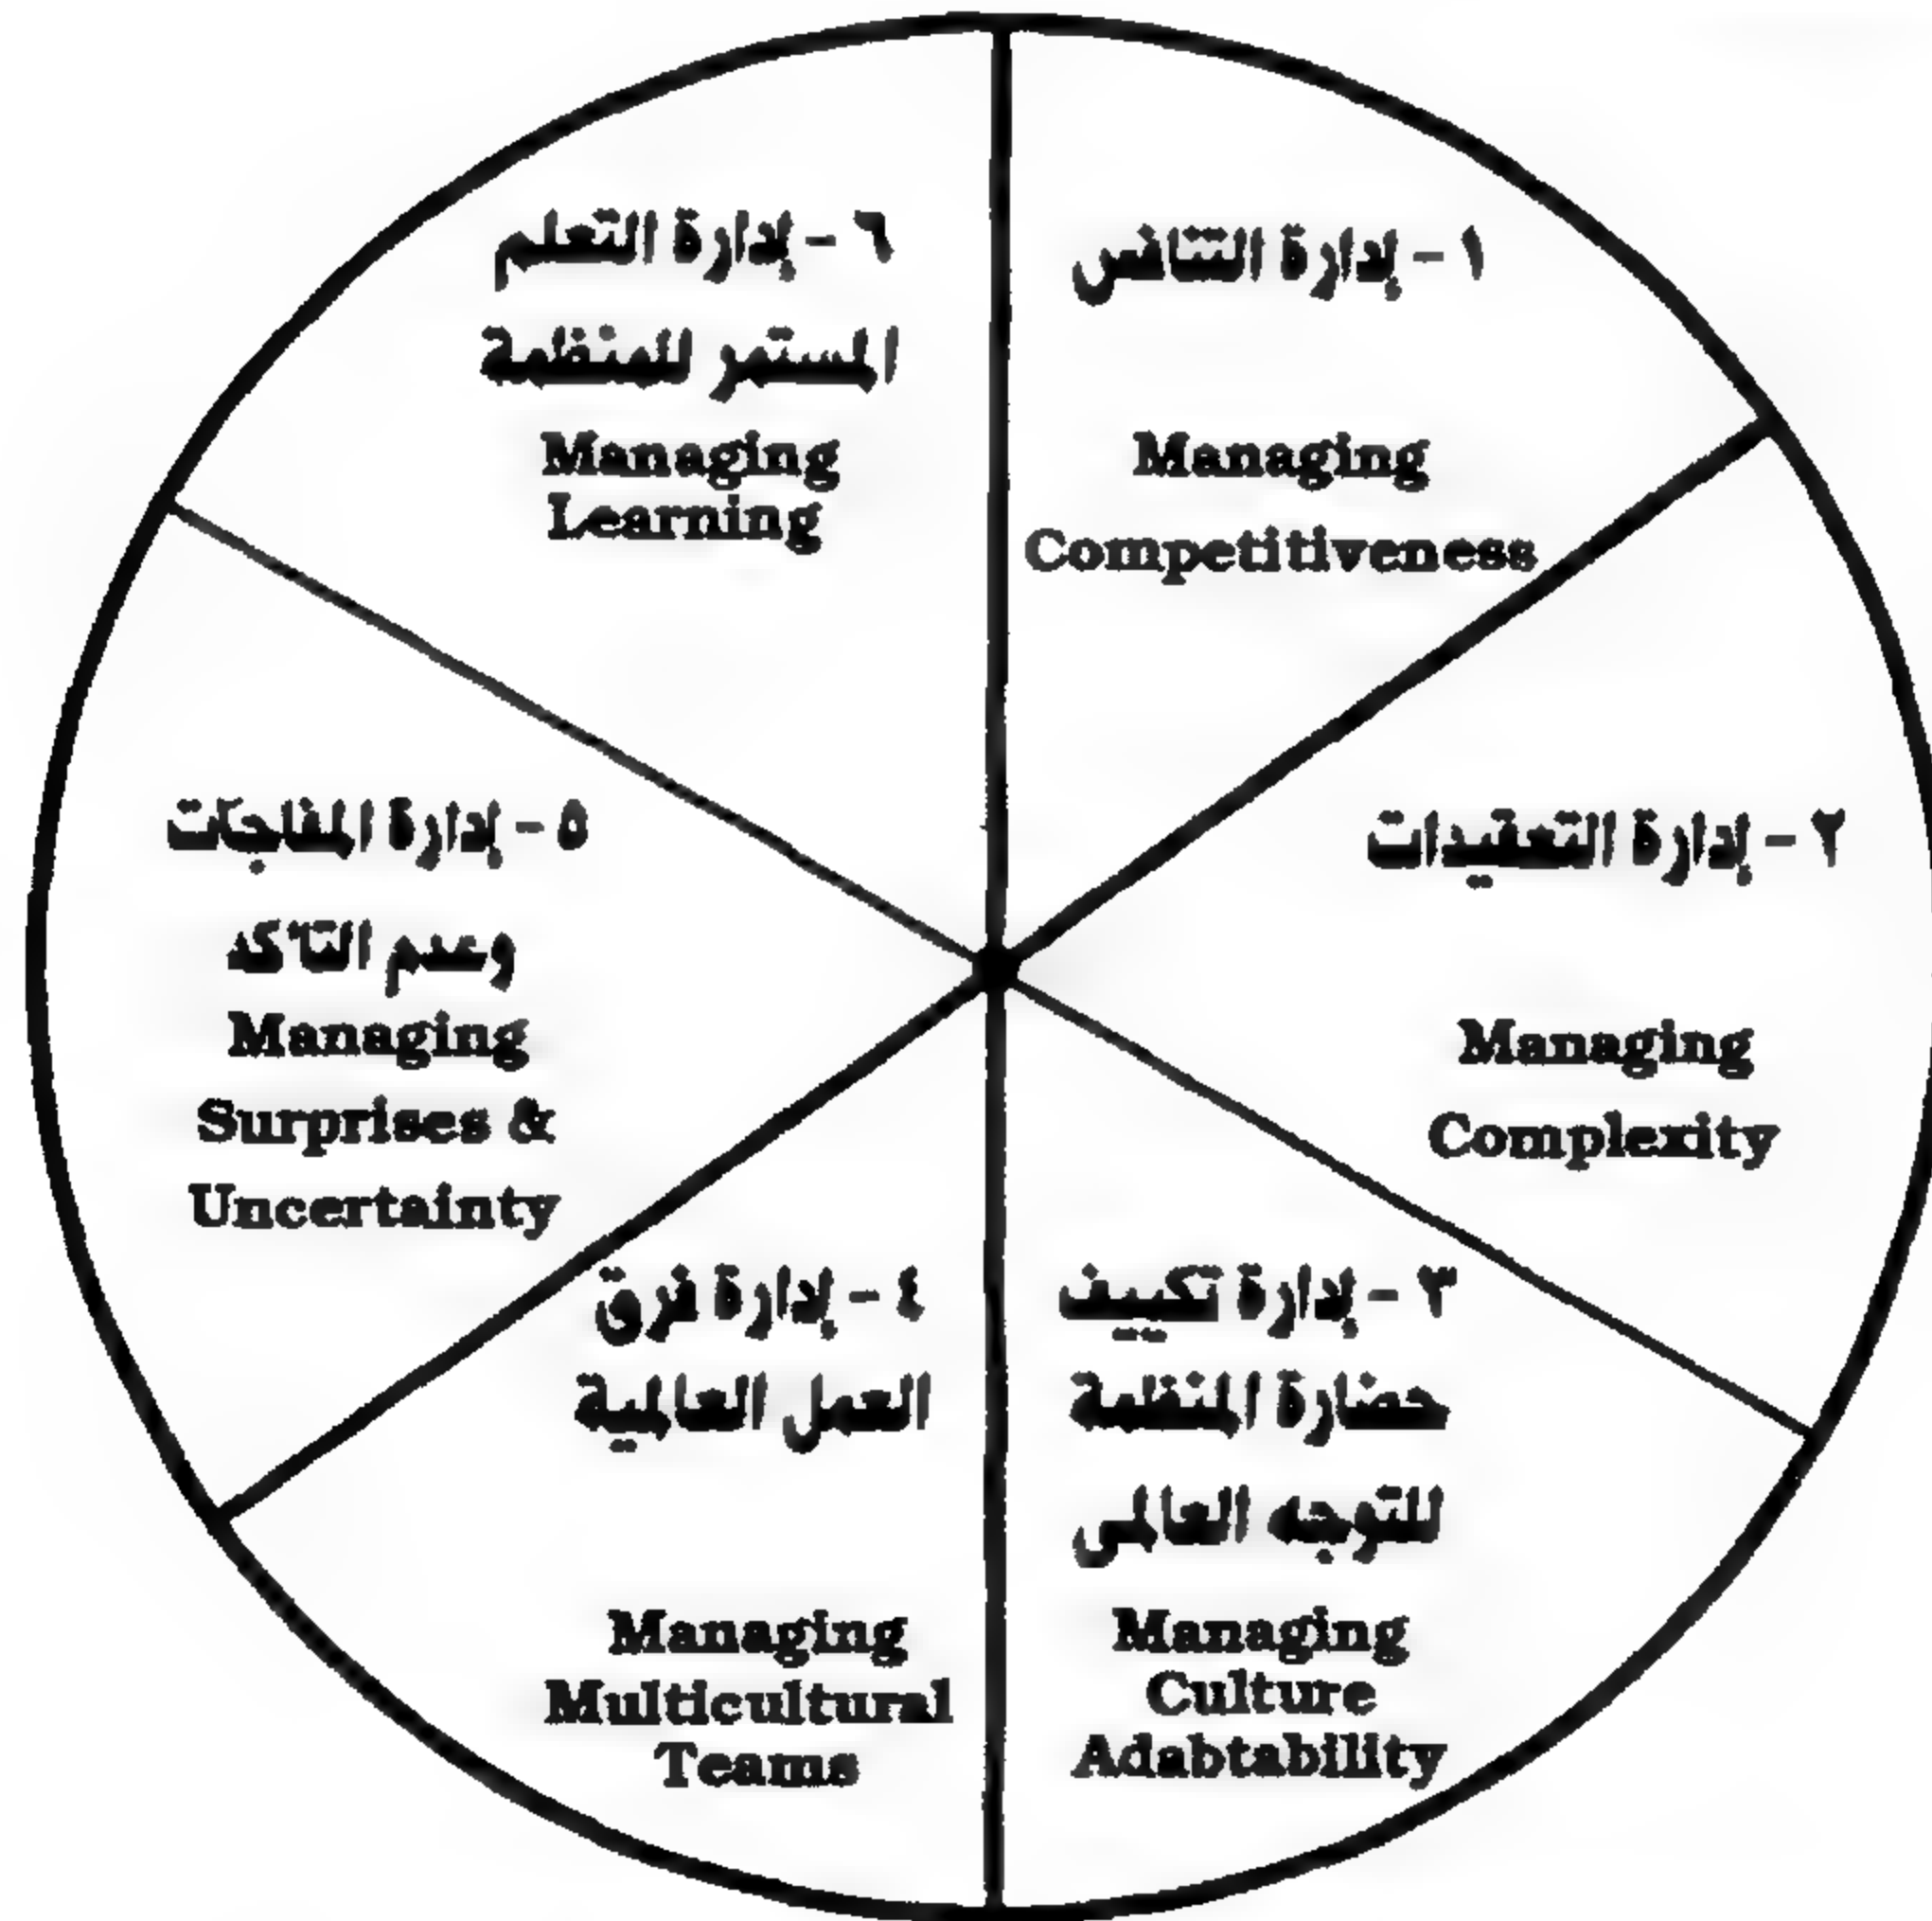 ١ - إدارة التنافس
Managing
Competitiveness
٢ - إدارة التعقيدات
Managing
Complexity
٣ - إدارة تكييف
حضارة المنظمة
للتوجه العالمى
Managing
Culture
Adabtability
٤ - إدارة فرق
العمل العالمية
Managing
Multicultural
Teams
٥ - إدارة المفاجآت
وعدم التأكد
Managing
Surprises &
Uncertainty
٦ - إدارة التعلم
المستمر للمنظمة
Managing
Learning